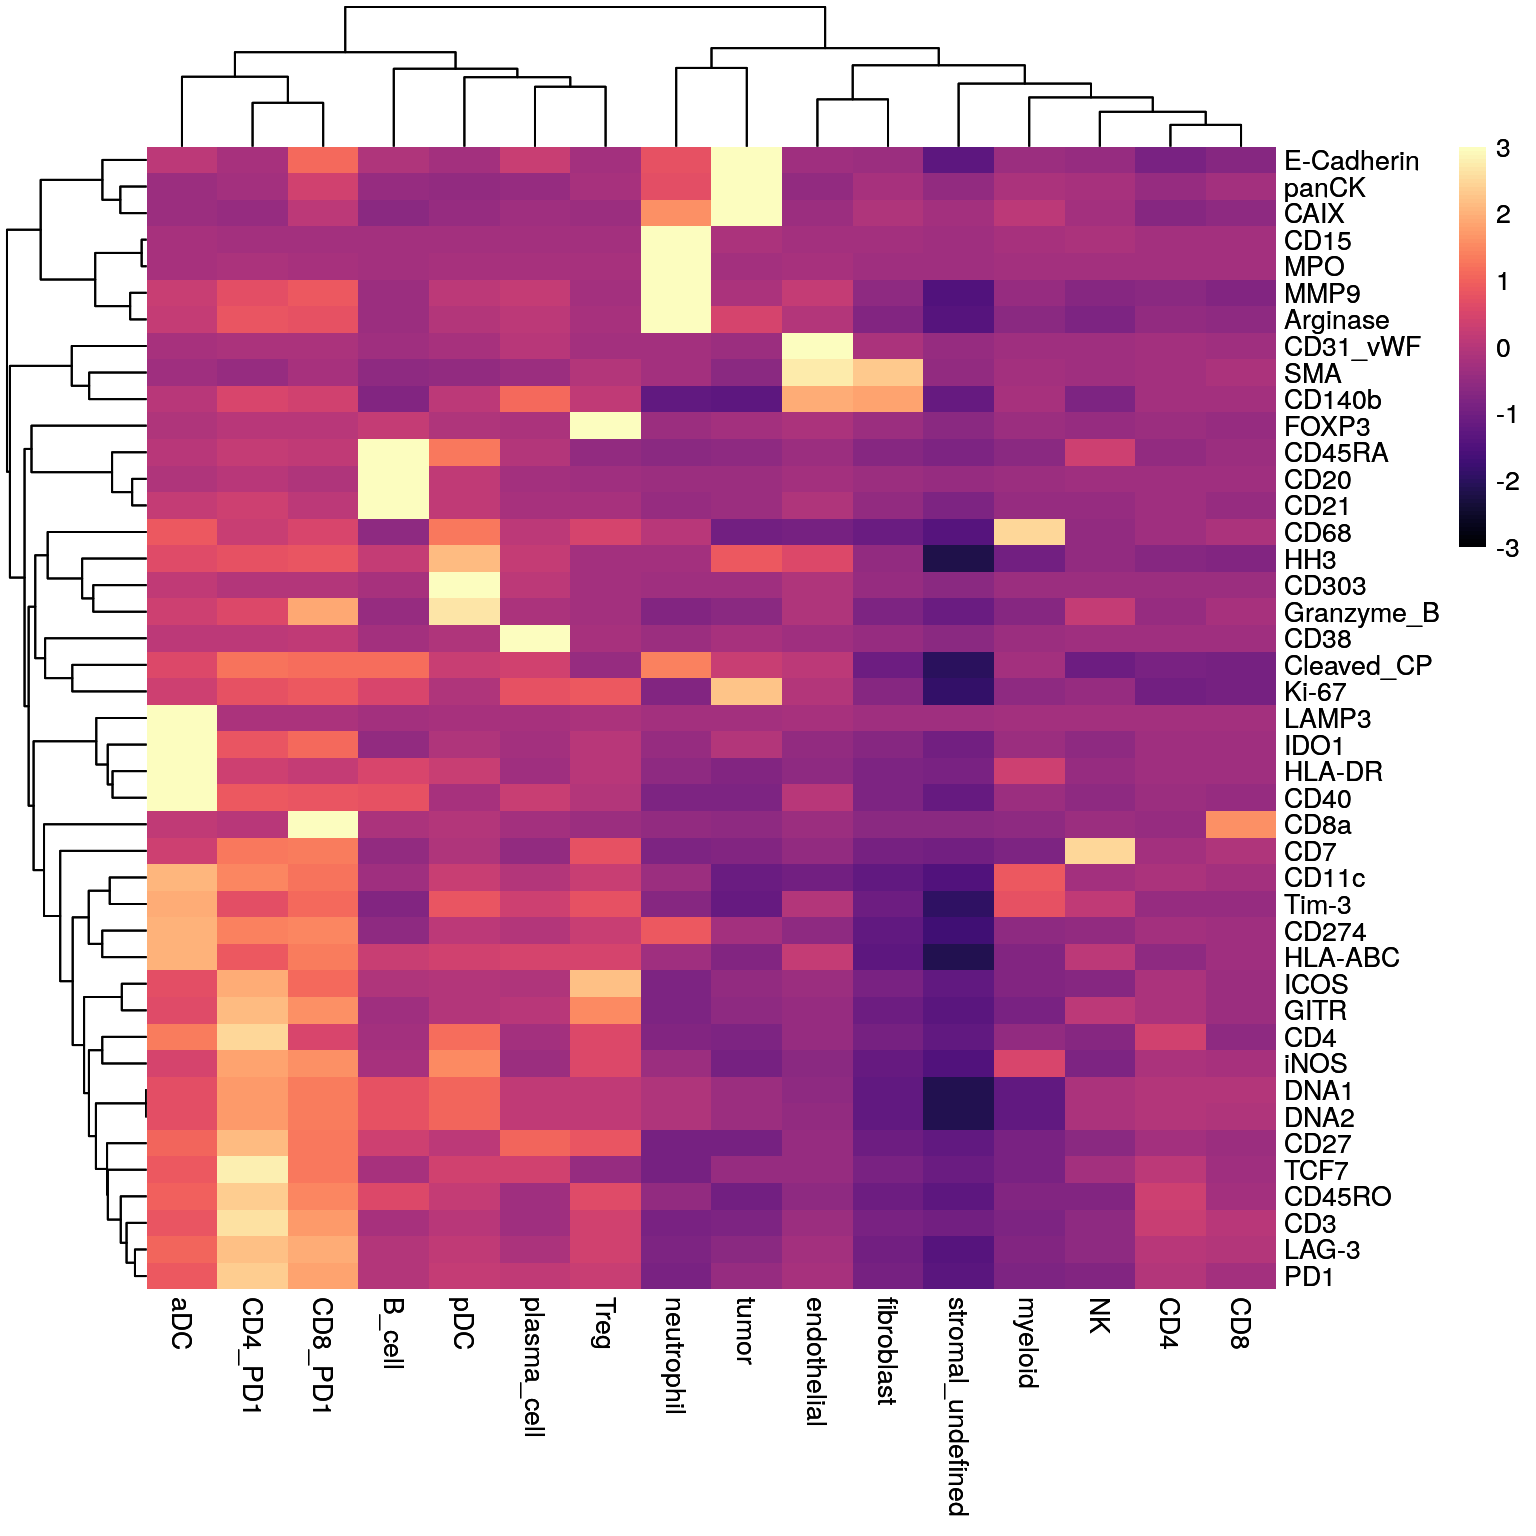 E-Cadherin
panCK
CAIX
CD15
MPO
MMP9
Arginase
CD31_vWF
SMA
CD140b
FOXP3
CD45RA
CD20
CD21
CD68
HH3
CD303
Granzyme_B
CD38
Cleaved_CP
Ki-67
LAMP3
IDO1
HLA-DR
CD40
CD8a
CD7
CD11c
Tim-3
CD274
HLA-ABC
ICOS
GITR
CD4
iNOS
DNA1
DNA2
CD27
TCF7
CD45RO
CD3
LAG-3
PD1
3
2
1
0
-1
-2
-3
aDC
CD4_PD1
CD8_PD1
B_cell
pDC
plasma_cell
Treg
neutrophil
tumor
endothelial
fibroblast
stromal_undefined
myeloid
NK
CD4
CD8